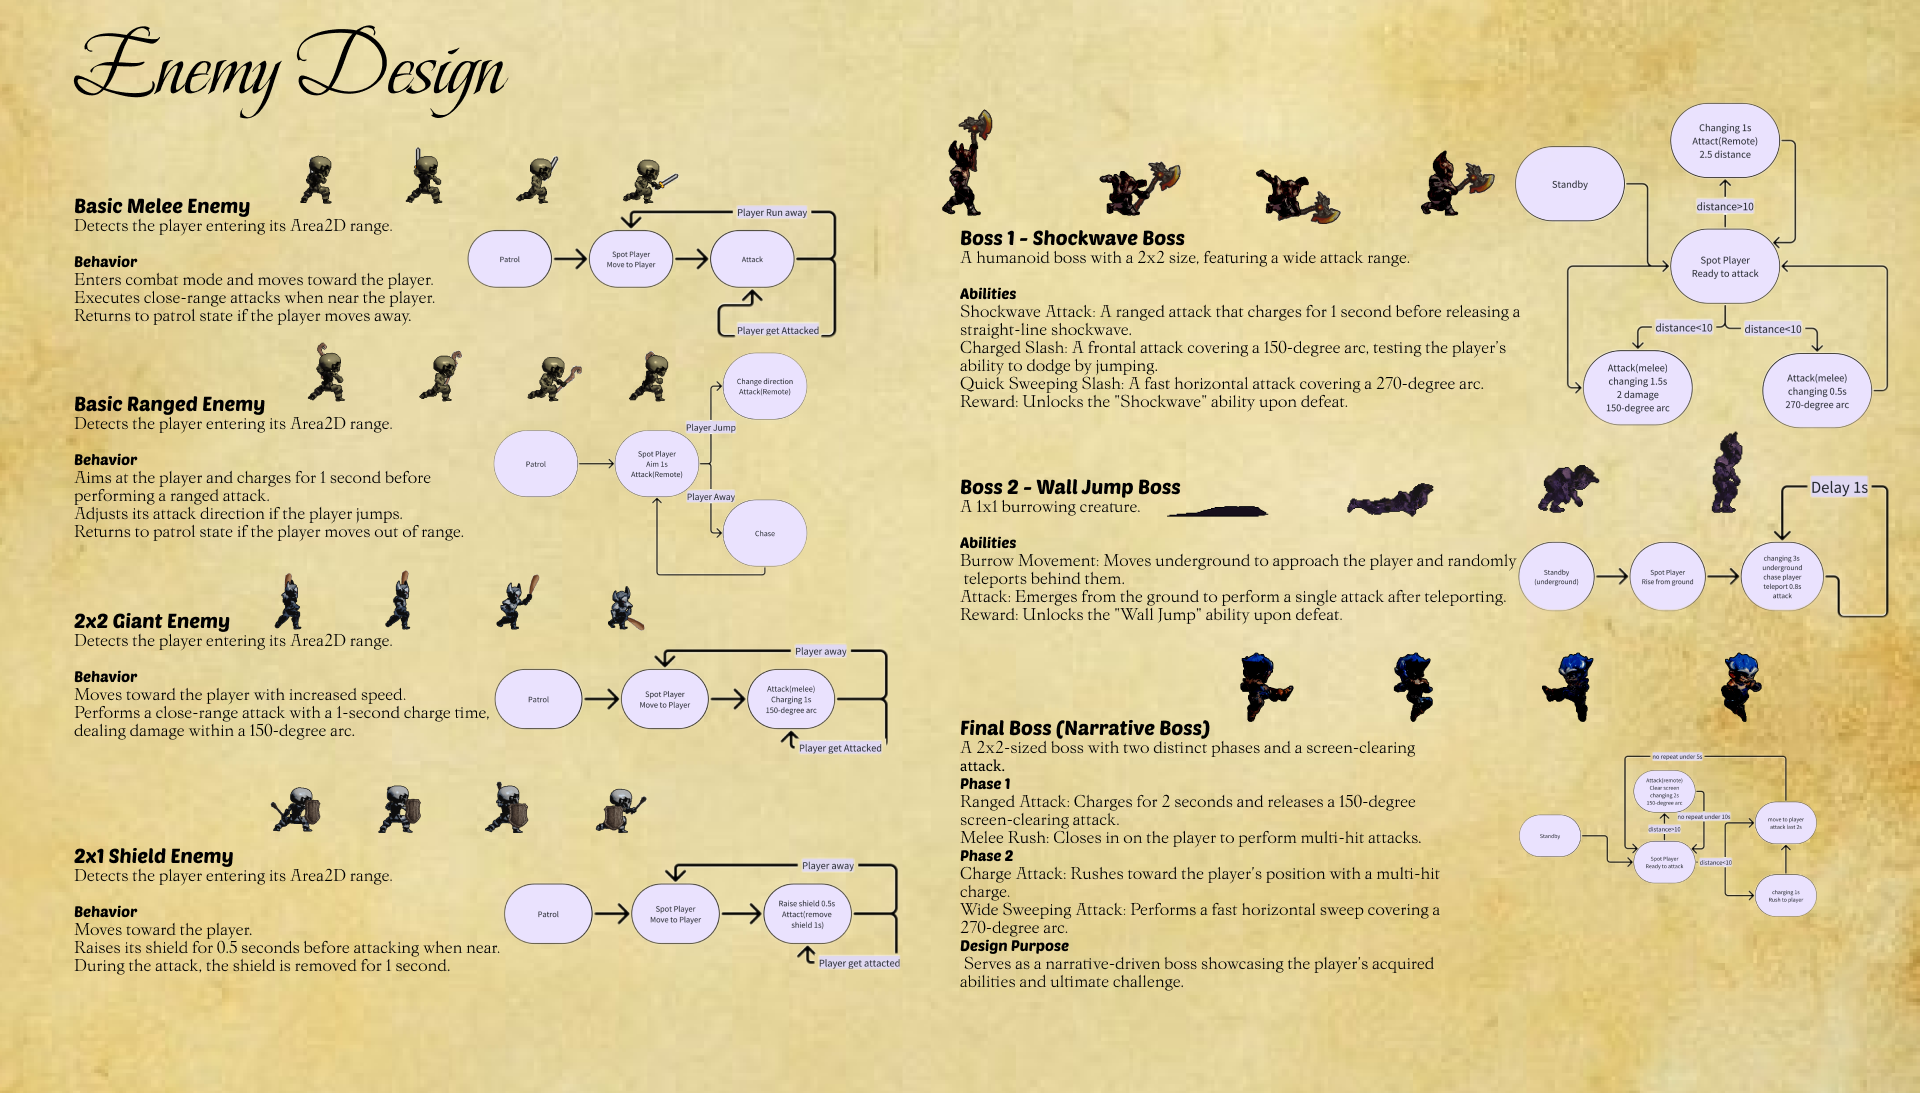 Enemy Design
Basic Melee Enemy
Detects the player entering its Area2D range.
Behavior
Enters combat mode and moves toward the player.
Executes close-range attacks when near the player.
Returns to patrol state if the player moves away.
Patrol
Spot Player
Move to Player
Attack
Player Run away
Player get Attacked
Basic Ranged Enemy
Detects the player entering its Area2D range.
Behavior
Aims at the player and charges for 1 second before
performing a ranged attack.
Adjusts its attack direction if the player jumps.
Returns to patrol state if the player moves out of range.
Patrol
Spot Player
Aim 1s
Attack(Remote)
Player Jump
Change direction
Attack(Remote)
Player Away
Chase
2x2 Giant Enemy
Detects the player entering its Area2D range.
Behavior
Moves toward the player with increased speed.
Performs a close-range attack with a 1-second charge time,
dealing damage within a 150-degree arc.
Patrol
Spot Player
Move to Player
Attack(melee)
Charging 1s
150-degree arc
Player away
Player get Attacked
2x1 Shield Enemy
Detects the player entering its Area2D range.
Behavior
Moves toward the player.
Raises its shield for 0.5 seconds before attacking when near.
During the attack, the shield is removed for 1 second.
Patrol
Spot Player
Move to Player
Raise shield 0.5s
Attact(remove
shield 1s)
Player away
Player get attacted
Boss 1 - Shockwave Boss
A humanoid boss with a 2x2 size, featuring a wide attack range.
Abilities
Shockwave Attack: A ranged attack that charges for 1 second before releasing a
straight-line shockwave.
Charged Slash: A frontal attack covering a 150-degree arc, testing the player's
ability to dodge by jumping.
Quick Sweeping Slash: A fast horizontal attack covering a 270-degree arc.
Reward: Unlocks the "Shockwave" ability upon defeat.
Standby
Changing 1s
Attact(Remote)
2.5 distance
distance>10
Spot Player
Ready to attack
distance<10
distance<10
Attack(melee)
changing 1.5s
2 damage
150-degree arc
Attack(melee)
changing 0.5s
270-degree arc
Boss 2 - Wall Jump Boss
A 1x1 burrowing creature.
Abilities
Burrow Movement: Moves underground to approach the player and randomly
teleports behind them.
Attack: Emerges from the ground to perform a single attack after teleporting.
Reward: Unlocks the "Wall Jump" ability upon defeat.
Delay 1s
Standby
(underground)
Spot Player
Rise from ground
changing 3s
underground
chase player
teleport 0.8s
attack
Final Boss (Narrative Boss)
A 2x2-sized boss with two distinct phases and a screen-clearing
attack.
Phase 1
Ranged Attack: Charges for 2 seconds and releases a 150-degree
screen-clearing attack.
Melee Rush: Closes in on the player to perform multi-hit attacks.
Phase 2
Charge Attack: Rushes toward the player's position with a multi-hit
charge.
Wide Sweeping Attack: Performs a fast horizontal sweep covering a
270-degree arc.
Design Purpose
Serves as a narrative-driven boss showcasing the player's acquired
abilities and ultimate challenge.
no repeat under 5s
Attack(remote)
Clear screen
changing 2s
150-degree arc
no repeat under 10s
distance>10
Standby
Spot Player
Ready to attack
distance<10
move to player
attack last 2s
charging 1s
Rush to player